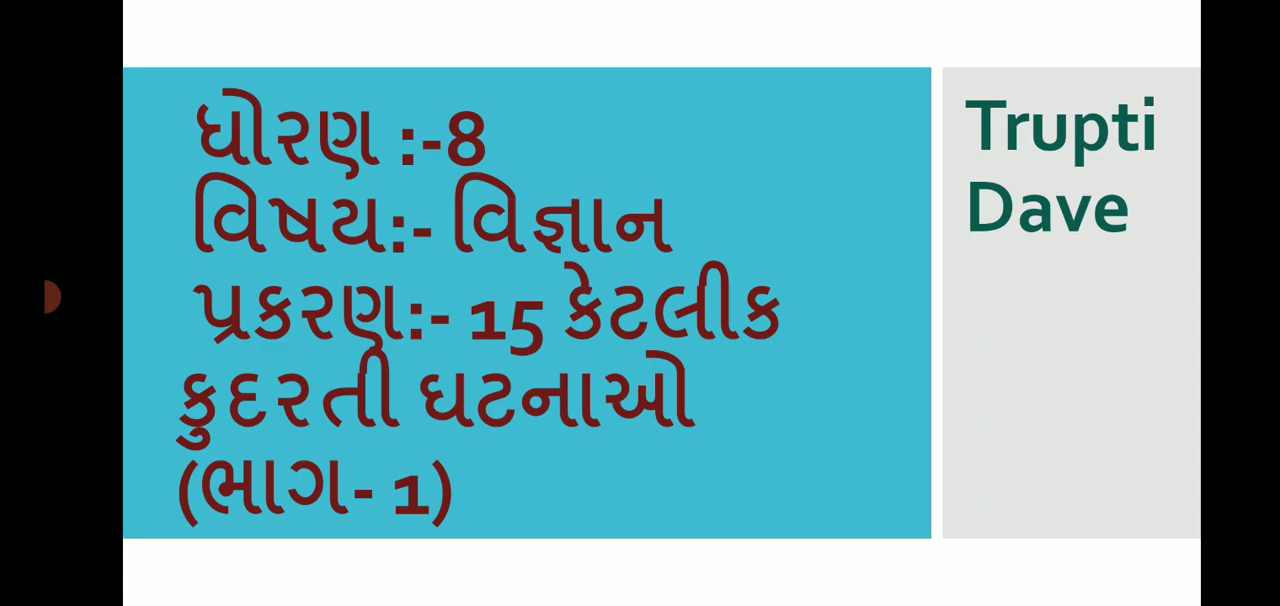 ધોરણ :-8
વિષય:- વિજ્ઞાન
પ્રકરણ:- 15 કેટલીક
કુદરતી ઘટનાઓ
(ભાગ- 1)
Trupti
Dave